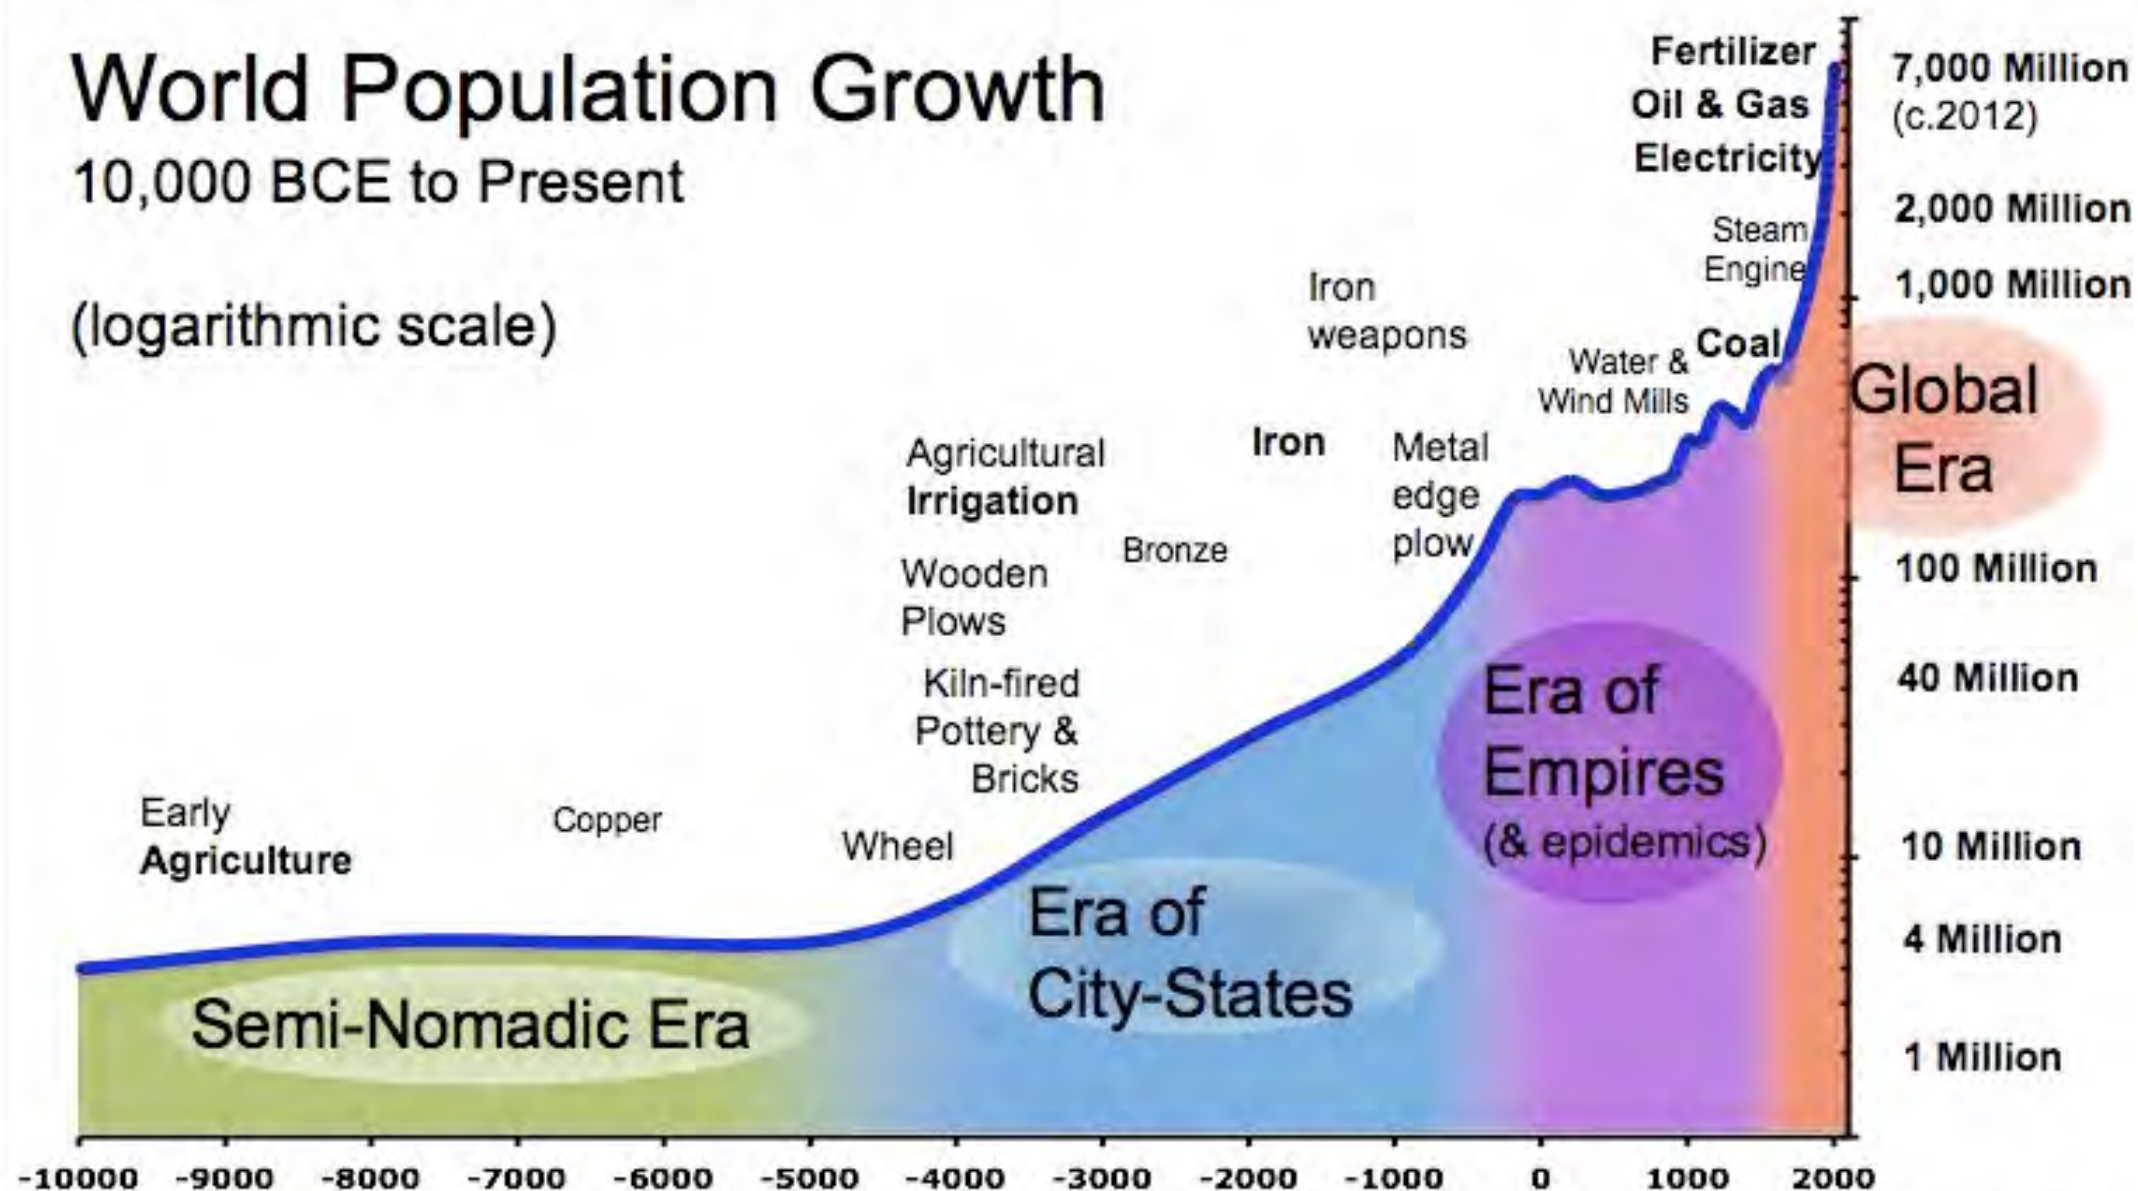 World Population Growth
10,000 BCE to Present
(logarithmic scale)
Fertilizer
Oil & Gas
Electricity
Steam
Engine
Iron
weapons
Water &
Wind Mills
Coal
Agricultural
Irrigation
Iron
Metal
edge
plow
Bronze
Wooden
Plows
Kiln-fired
Pottery &
Bricks
Early
Agriculture
Copper
Wheel
Semi-Nomadic Era
Era of
City-States
Era of
Empires
(& epidemics)
Global
Era
7,000 Million
(c.2012)
2,000 Million
1,000 Million
100 Million
40 Million
10 Million
4 Million
1 Million
-10000 -9000 -8000 -7000 -6000 -5000 -4000 -3000 -2000 -1000 0 1000 2000